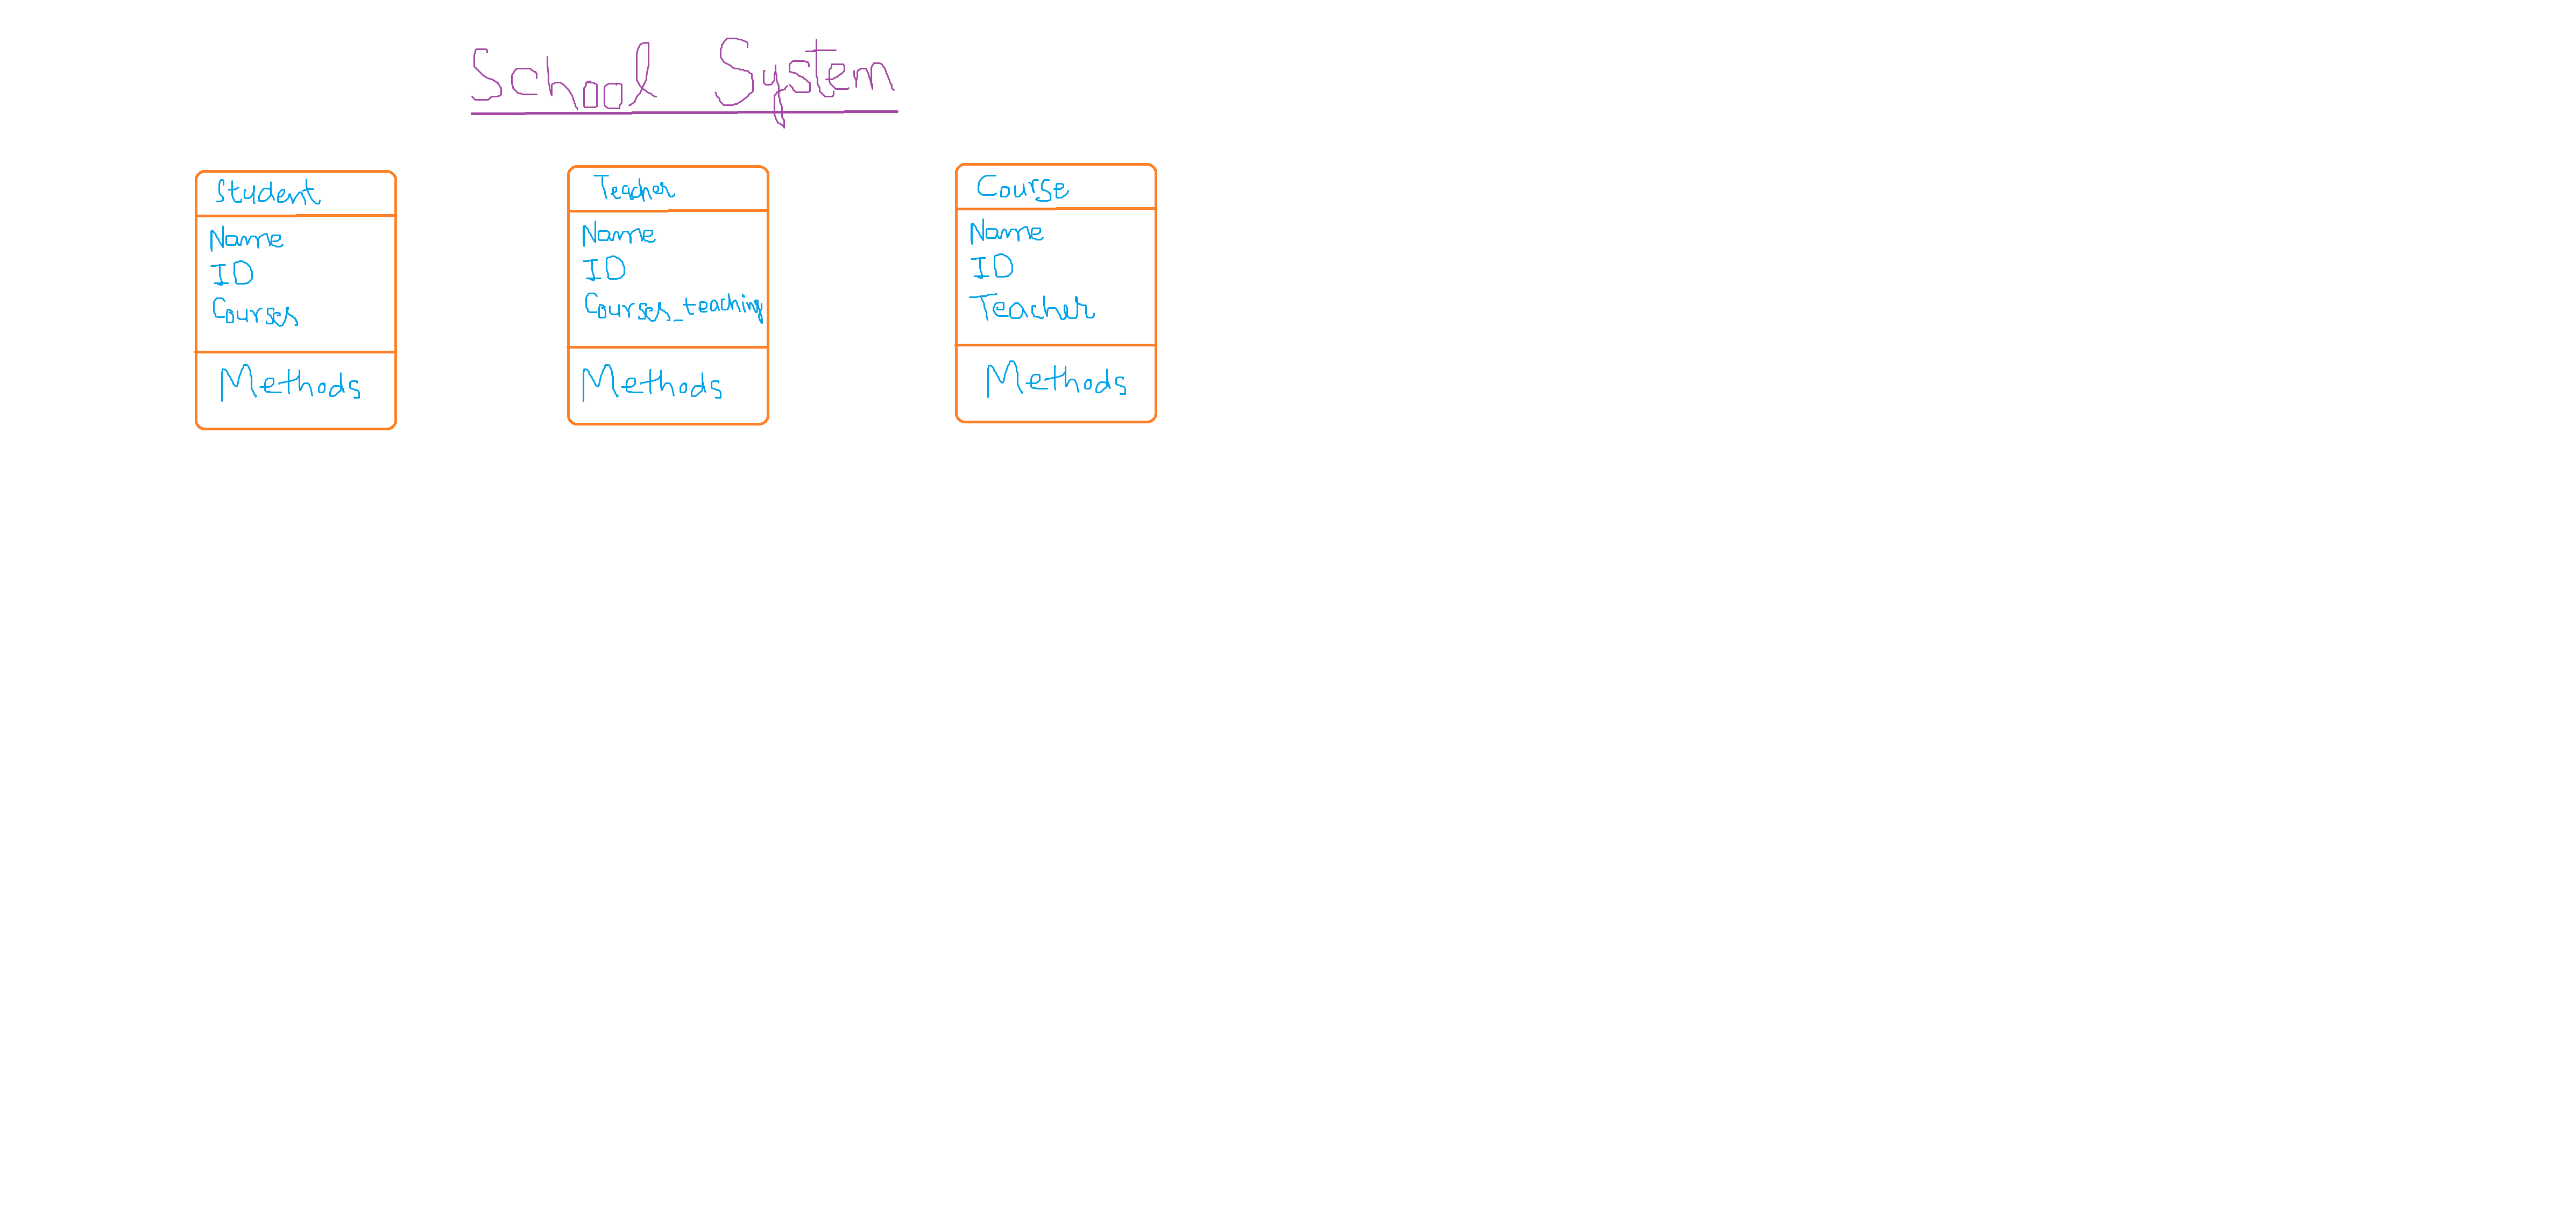 School System
Student
Name
ID
Courses
Methods
Teacher
Name
ID
Courses_teaching
Methods
Course
Name
ID
Teacher
Methods